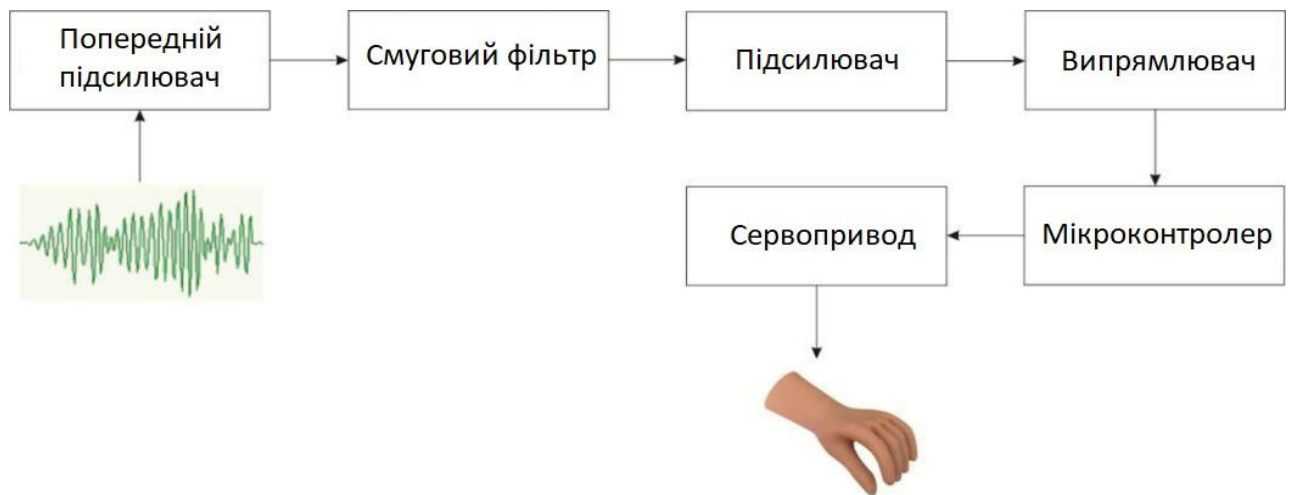 Попередній
підсилювач
Смуговий фільтр
Підсилювач
Випрямлювач
Сервопривод
Мікроконтролер